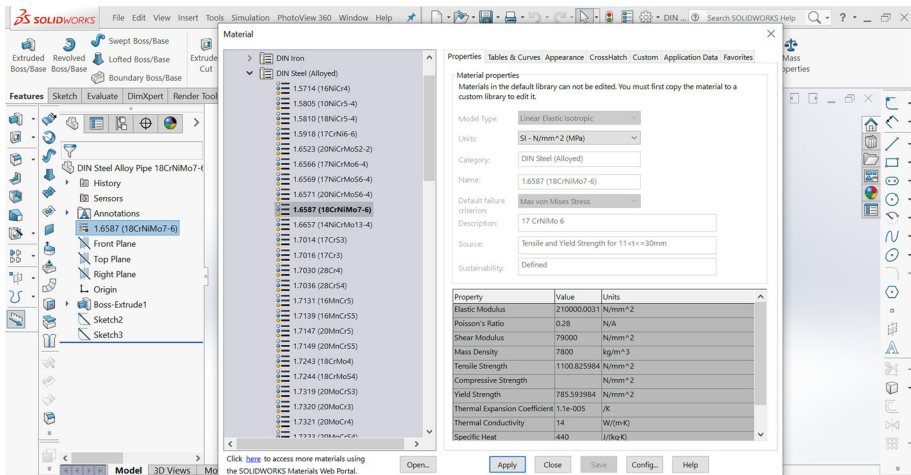 SOLIDWORKS File Edit View Insert Tools Simulation PhotoView 360 Window Help DIN ... Search SOLIDWORKS Help
Extruded Boss/Base
Revolved Boss/Base
Swept Boss/Base
Lofted Boss/Base
Boundary Boss/Base
Extruded Cut
Features Sketch Evaluate DimXpert Render Tool
DIN Steel Alloy Pipe 18CrNiMo7-6
History
Sensors
Annotations
1.6587 (18CrNiMo7-6)
Front Plane
Top Plane
Right Plane
Origin
Boss-Extrude1
Sketch2
Sketch3
Model 3D Views Mo
Material
DIN Iron
DIN Steel (Alloyed)
1.5714 (16NiCr4)
1.5805 (10NiCr5-4)
1.5810 (18NiCr5-4)
1.5918 (17CrNi6-6)
1.6523 (20NiCrMoS2-2)
1.6566 (17NiCrMo6-4)
1.6569 (17NiCrMoS6-4)
1.6571 (20NiCrMoS6-4)
1.6587 (18CrNiMo7-6)
1.6657 (14NiCrMo13-4)
1.7014 (17CrS3)
1.7016 (17Cr3)
1.7030 (28Cr4)
1.7036 (28CrS4)
1.7131 (16MnCr5)
1.7139 (16MnCrS5)
1.7147 (20MnCr5)
1.7149 (20MnCrS5)
1.7243 (18CrMo4)
1.7244 (18CrMoS4)
1.7319 (20MoCrS3)
1.7320 (20MoCr3)
1.7321 (20MoCr4)
1.7323 (20MoCrS4)
Click here to access more materials using
the SOLIDWORKS Materials Web Portal.
Open...
Properties Tables & Curves Appearance CrossHatch Custom Application Data Favorites
Material properties
Materials in the default library can not be edited. You must first copy the material to a
custom library to edit it.
Model Type: Linear Elastic Isotropic
Units: SI - N/mm^2 (MPa)
Category: DIN Steel (Alloyed)
Name: 1.6587 (18CrNiMo7-6)
Default failure criterion: Max von Mises Stress
Description: 17 CrNiMo 6
Source: Tensile and Yield Strength for 11<t<=30mm
Sustainability: Defined
Property Value Units
Elastic Modulus 210000.0031 N/mm^2
Poisson's Ratio 0.28 N/A
Shear Modulus 79000 N/mm^2
Mass Density 7800 kg/m^3
Tensile Strength 1100.825984 N/mm^2
Compressive Strength N/mm^2
Yield Strength 785.593984 N/mm^2
Thermal Expansion Coefficient 1.1e-005 /K
Thermal Conductivity 14 W/(m·K)
Specific Heat 440 J/(kg·K)
Apply Close Save Config... Help
Mass
perties